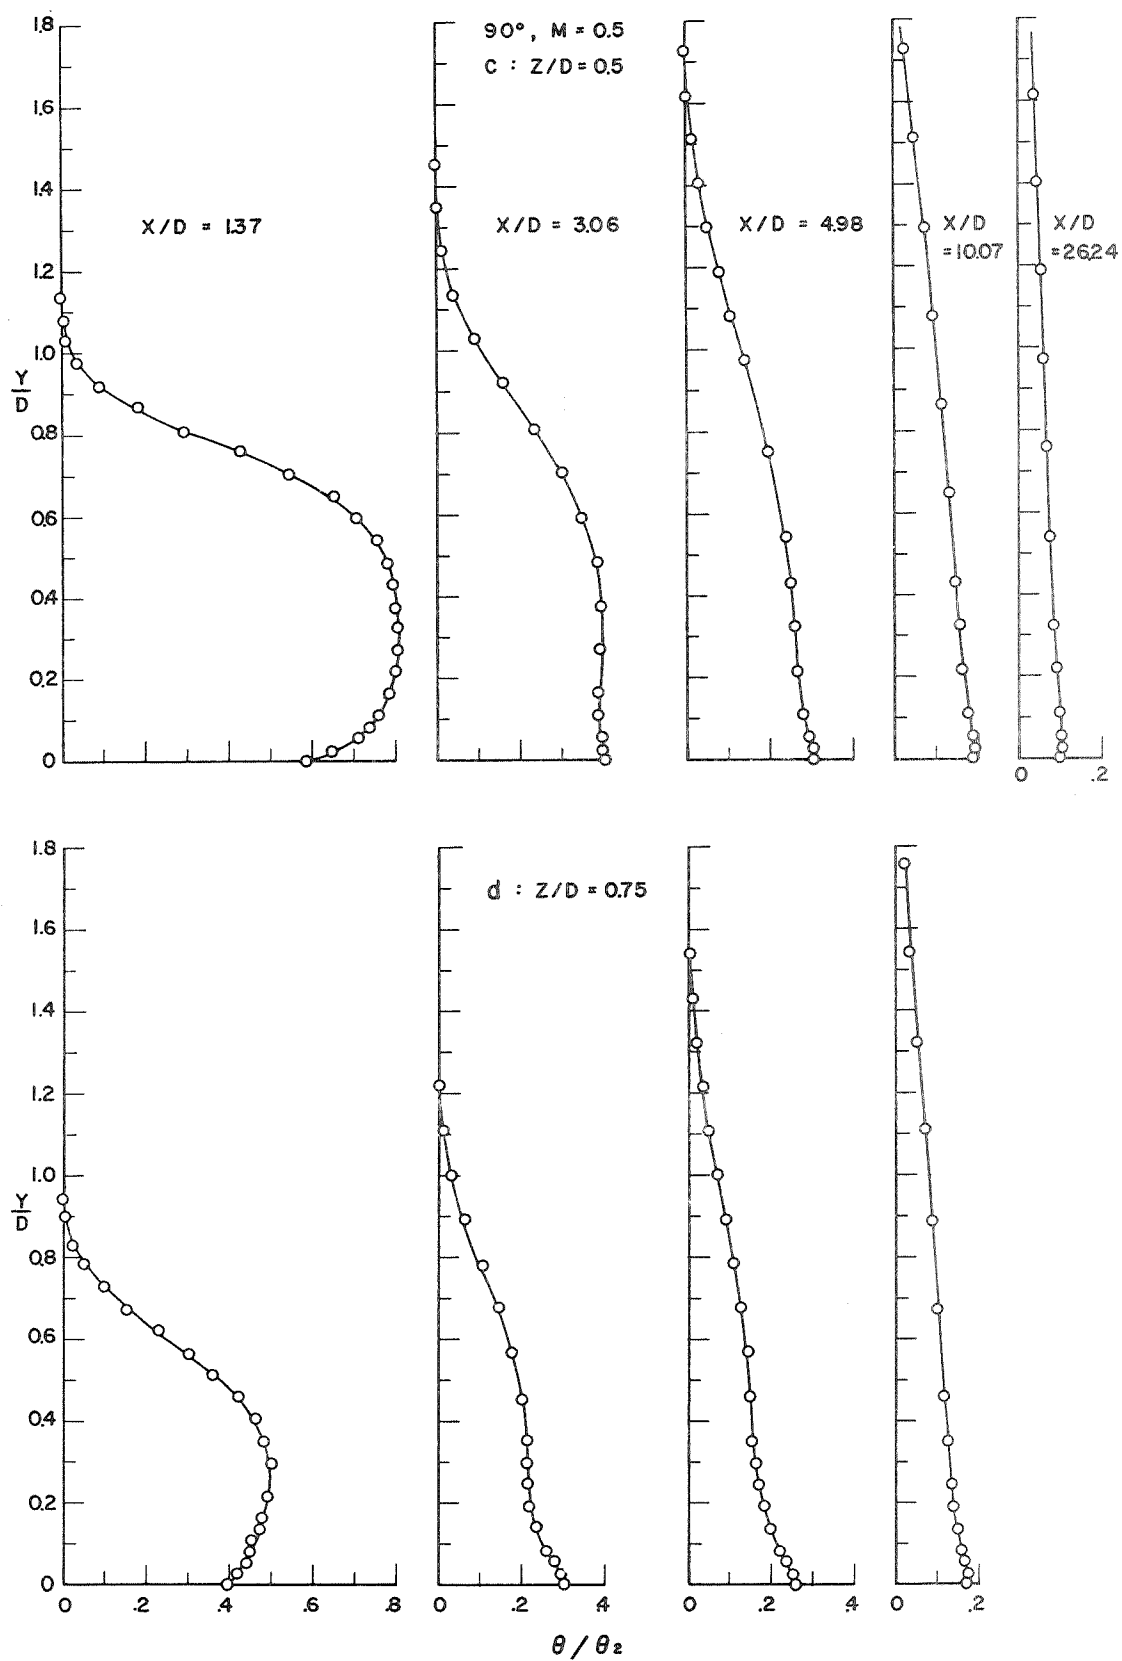 90°, M = 0.5
C : Z/D = 0.5
1.8
1.6
1.4
1.2
1.0
0.8
0.6
0.4
0.2
0
Y/D
X/D = 1.37
X/D = 3.06
X/D = 4.98
X/D
= 10.07
X/D
= 26.24
0 .2
d : Z/D = 0.75
1.8
1.6
1.4
1.2
1.0
0.8
0.6
0.4
0.2
0
Y/D
0 .2 .6 .8
0 .2 .4
0 .2 .4
0 .2
θ / θ₂